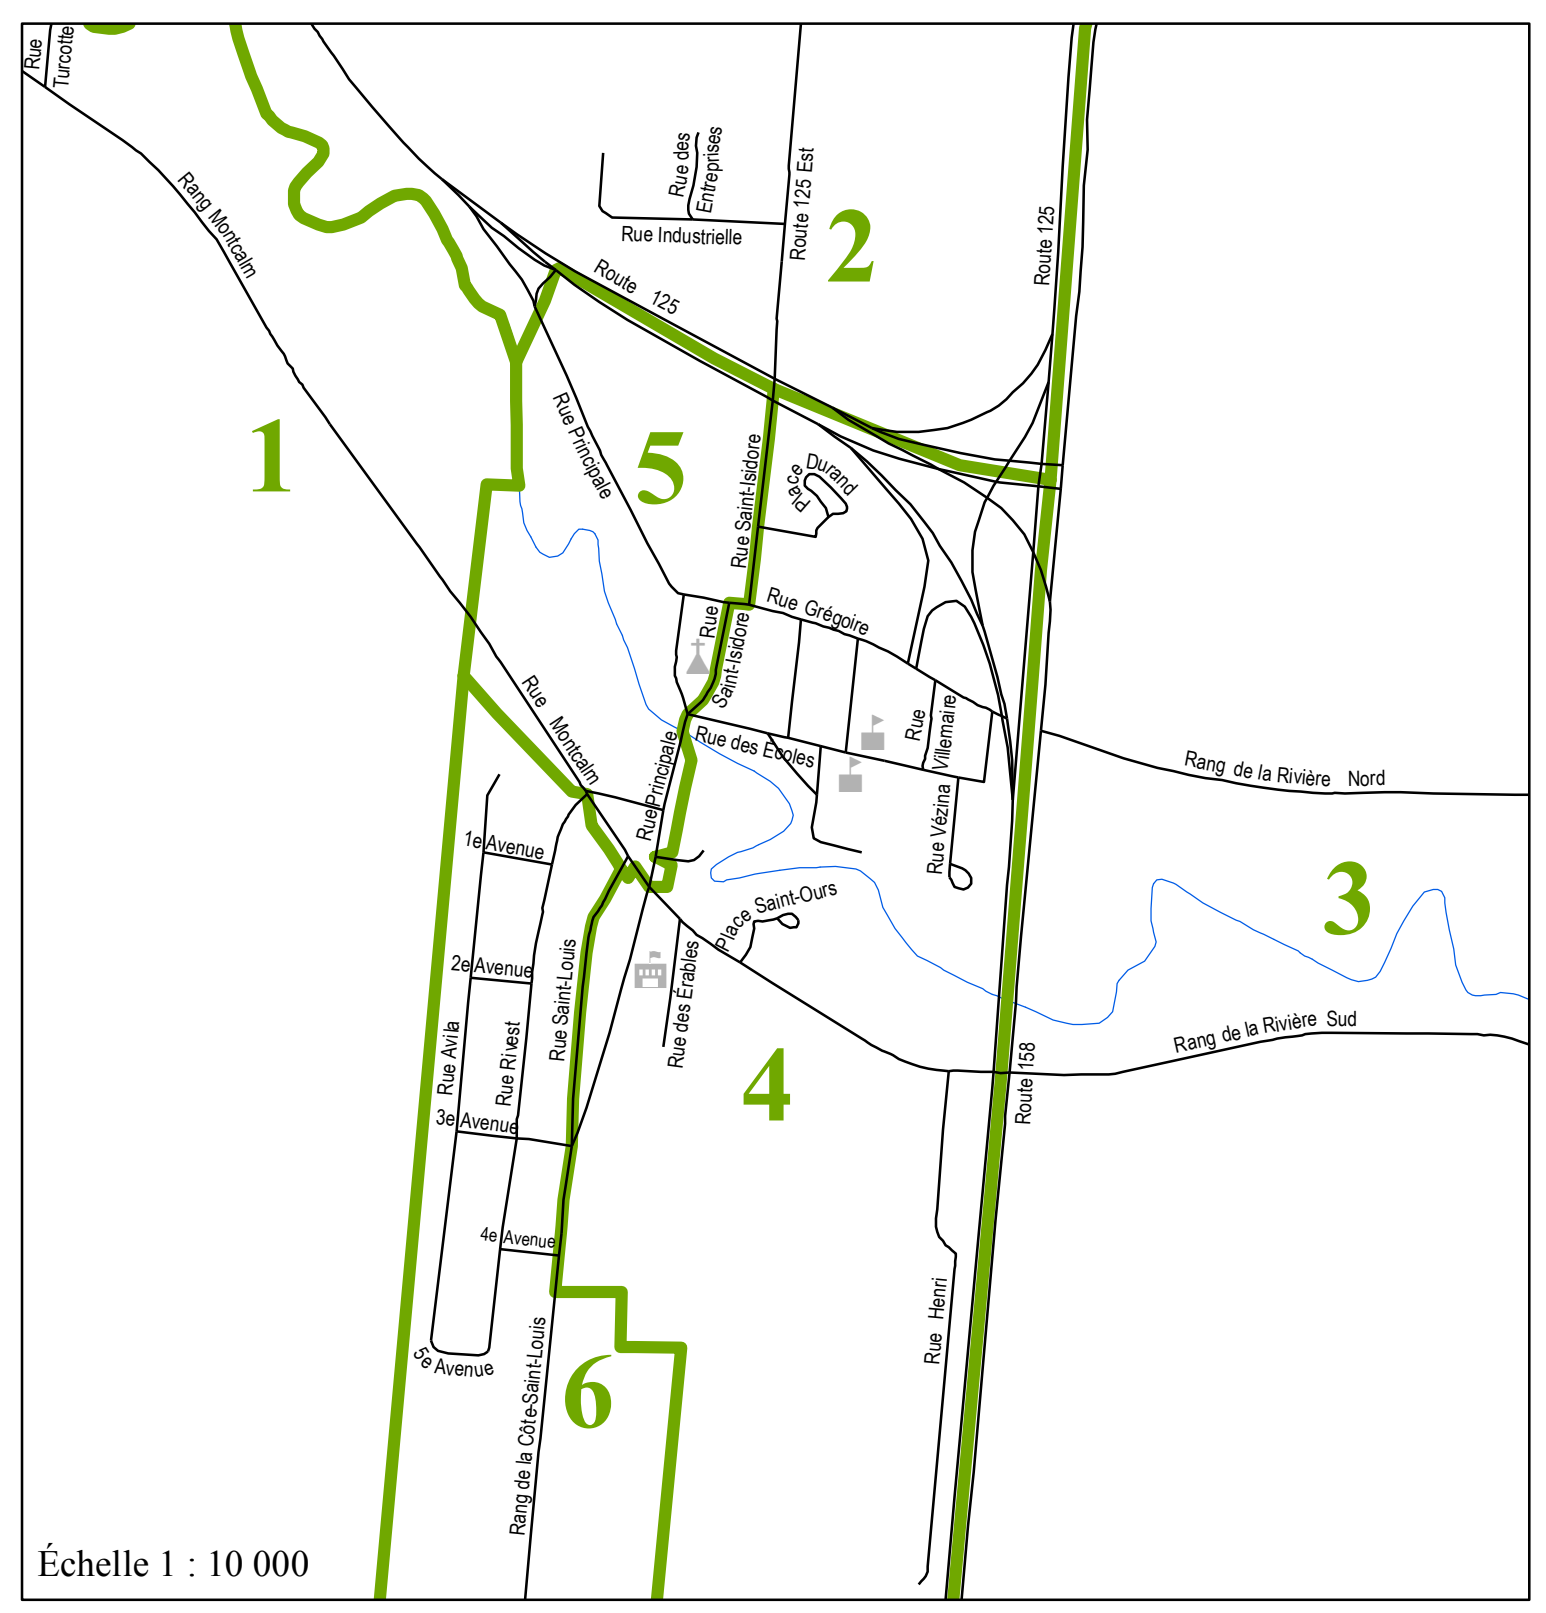 Rue
Turcotte
Rang Montcalm
Rue des
Entreprises
Rue Industrielle
Route 125 Est
2
Route 125
Route 125
1
Rue Principale
5
Rue Saint-Isidore
Place Durand
Rue
Saint-Isidore
Rue Grégoire
Rue Montcalm
Rue Principale
Rue des Écoles
Rue
Villemaire
Rang de la Rivière Nord
Rue Vézina
3
1e Avenue
Place Saint-Ours
2e Avenue
Rue Saint-Louis
Rue des Érables
Rue Avila
Rue Rivest
Rang de la Rivière Sud
Route 158
4
3e Avenue
4e Avenue
Rue Henri
5e Avenue
6
Rang de la Côte-Saint-Louis
Échelle 1 : 10 000